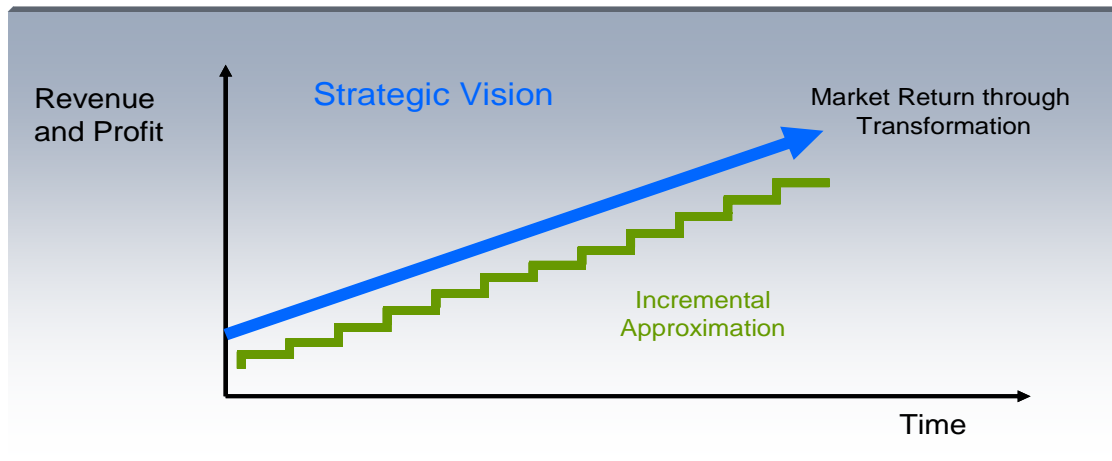 Strategic Vision
Revenue
and Profit
Market Return through
Transformation
Incremental
Approximation
Time